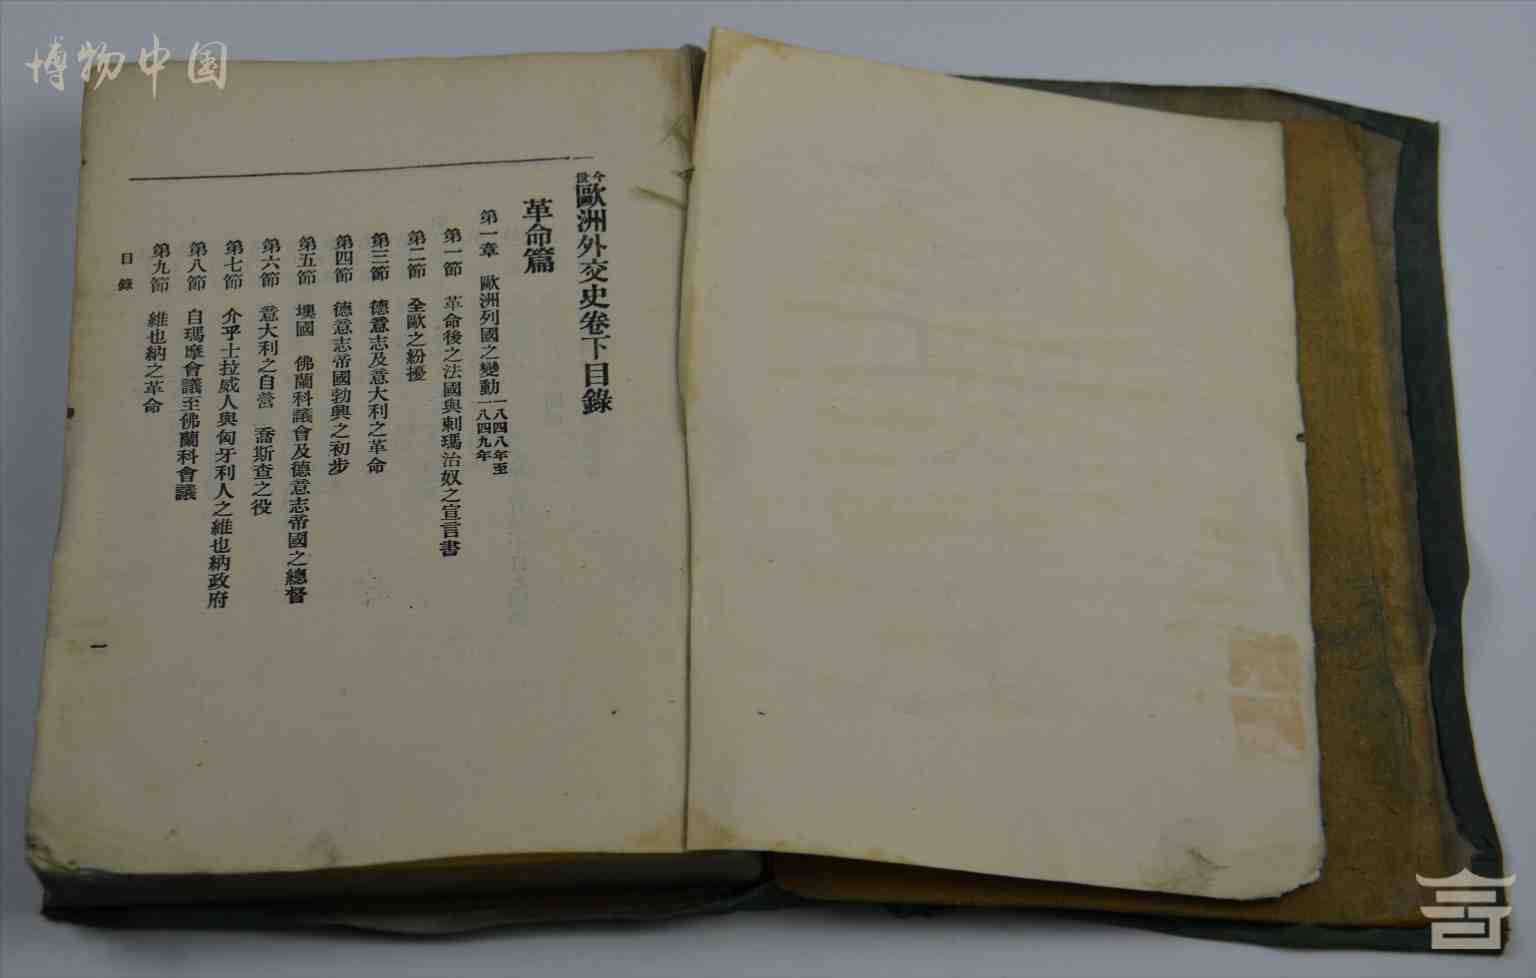 博物中国
今世歐洲外交史卷下目錄
革命篇
第一章 歐洲列國之變動 一八四八年至一八四九年
第一節 革命後之法國與剌瑪治奴之宣言書
第二節 全歐之紛擾
第三節 德意志及意大利之革命
第四節 德意志帝國勃興之初步
第五節 墺國 佛蘭科議會及德意志帝國之總督
第六節 意大利之自營 喬斯查之役
第七節 介乎士拉威人與匈牙利人之維也納政府
第八節 自瑪摩會議至佛蘭科會議
第九節 維也納之革命
目錄
一